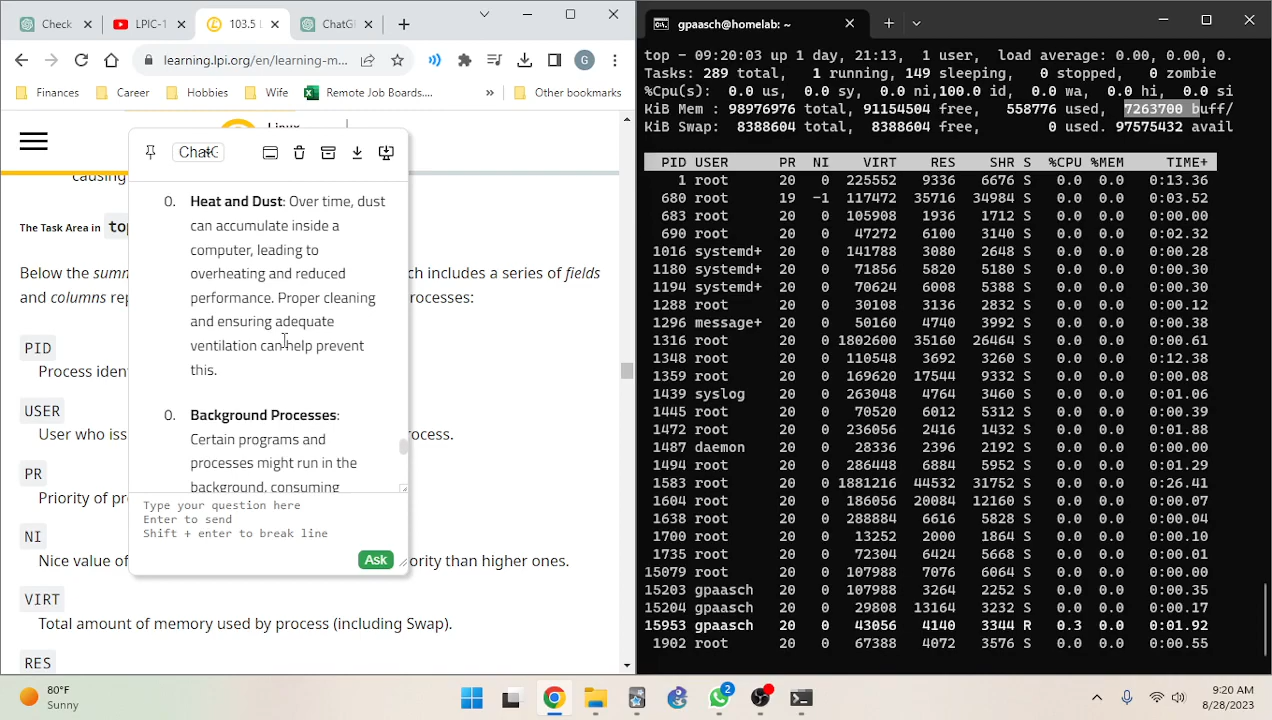 Check
LPIC-1
103.5 L
ChatGI
learning.lpi.org/en/learning-m...
G
Finances
Career
Hobbies
Wife
Remote Job Boards....
»
Other bookmarks
Linux
causing
The Task Area in top
Below the summ
ch includes a series of fields
and columns rep
rocesses:
PID
Process iden
USER
User who iss
ocess.
PR
Priority of pr
NI
Nice value of
ority than higher ones.
VIRT
Total amount of memory used by process (including Swap).
RES
ChatG
0. Heat and Dust: Over time, dust
can accumulate inside a
computer, leading to
overheating and reduced
performance. Proper cleaning
and ensuring adequate
ventilation can help prevent
this.
0. Background Processes:
Certain programs and
processes might run in the
background, consuming
Type your question here
Enter to send
Shift + enter to break line
Ask
gpaasch@homelab: ~
top - 09:20:03 up 1 day, 21:13, 1 user, load average: 0.00, 0.00, 0.
Tasks: 289 total, 1 running, 149 sleeping, 0 stopped, 0 zombie
%Cpu(s): 0.0 us, 0.0 sy, 0.0 ni,100.0 id, 0.0 wa, 0.0 hi, 0.0 si
KiB Mem : 98976976 total, 91154504 free, 558776 used, 7263700 buff/
KiB Swap: 8388604 total, 8388604 free, 0 used. 97575432 avail
PID USER PR NI VIRT RES SHR S %CPU %MEM TIME+
1 root 20 0 225552 9336 6676 S 0.0 0.0 0:13.36
680 root 19 -1 117472 35716 34984 S 0.0 0.0 0:03.52
683 root 20 0 105908 1936 1712 S 0.0 0.0 0:00.00
690 root 20 0 47272 6100 3140 S 0.0 0.0 0:02.32
1016 systemd+ 20 0 141788 3080 2648 S 0.0 0.0 0:00.28
1180 systemd+ 20 0 71856 5820 5180 S 0.0 0.0 0:00.30
1194 systemd+ 20 0 70624 6008 5388 S 0.0 0.0 0:00.30
1288 root 20 0 30108 3136 2832 S 0.0 0.0 0:00.12
1296 message+ 20 0 50160 4740 3992 S 0.0 0.0 0:00.38
1316 root 20 0 1802600 35160 26464 S 0.0 0.0 0:00.61
1348 root 20 0 110548 3692 3260 S 0.0 0.0 0:12.38
1359 root 20 0 169620 17544 9332 S 0.0 0.0 0:00.08
1439 syslog 20 0 263048 4764 3460 S 0.0 0.0 0:01.06
1445 root 20 0 70520 6012 5312 S 0.0 0.0 0:00.39
1472 root 20 0 236056 2416 1432 S 0.0 0.0 0:01.88
1487 daemon 20 0 28336 2396 2192 S 0.0 0.0 0:00.00
1494 root 20 0 286448 6884 5952 S 0.0 0.0 0:01.29
1583 root 20 0 1881216 44532 31752 S 0.0 0.0 0:26.41
1604 root 20 0 186056 20084 12160 S 0.0 0.0 0:00.07
1638 root 20 0 288884 6616 5828 S 0.0 0.0 0:00.04
1700 root 20 0 13252 2000 1864 S 0.0 0.0 0:00.10
1735 root 20 0 72304 6424 5668 S 0.0 0.0 0:00.01
15079 root 20 0 107988 7076 6064 S 0.0 0.0 0:00.00
15203 gpaasch 20 0 107988 3264 2252 S 0.0 0.0 0:00.35
15204 gpaasch 20 0 29808 13164 3232 S 0.0 0.0 0:00.17
15953 gpaasch 20 0 43056 4140 3344 R 0.3 0.0 0:01.92
1902 root 20 0 67388 4072 3576 S 0.0 0.0 0:00.55
80°F
Sunny
2
9:20 AM
8/28/2023